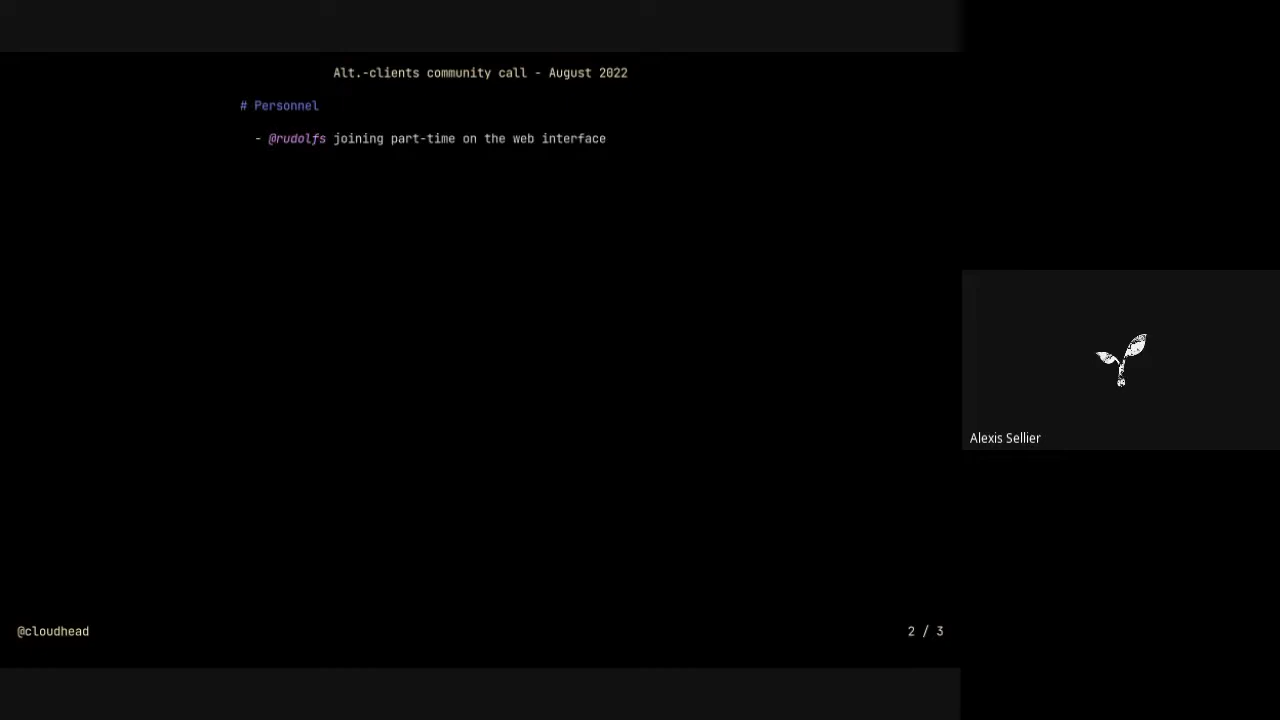 Alt.-clients community call - August 2022
# Personnel
- @rudolfs joining part-time on the web interface
Alexis Sellier
@cloudhead
2 / 3